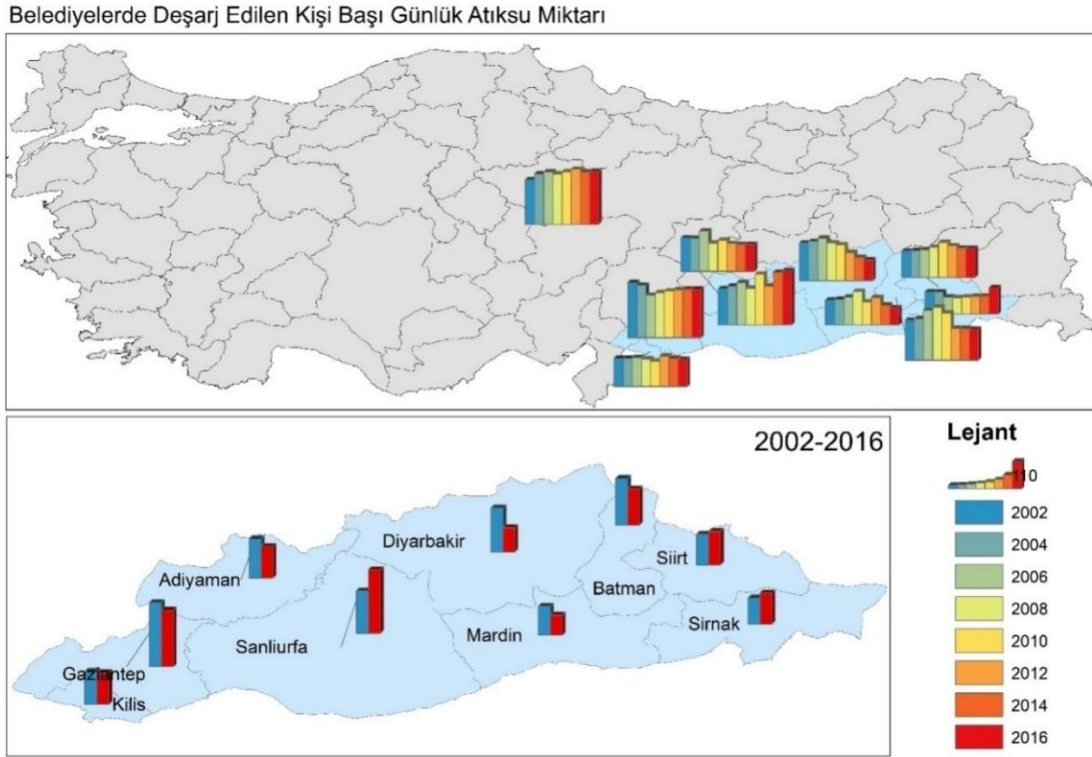 Belediyelerde Deşarj Edilen Kişi Başı Günlük Atıksu Miktarı
2002-2016
Diyarbakir
Siirt
Adiyaman
Batman
Sanliurfa
Mardin
Sirnak
Gaziantep
Kilis
Lejant
110
2002
2004
2006
2008
2010
2012
2014
2016